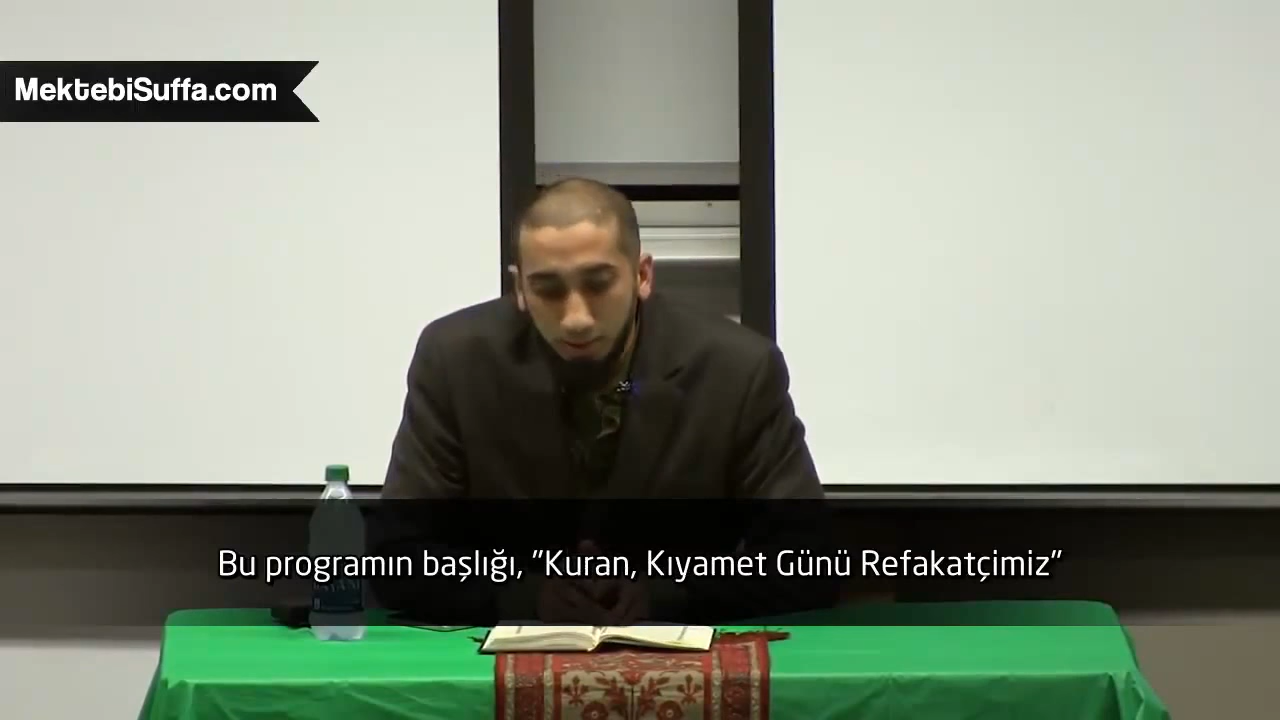 MektebiSuffa.com
Bu programın başlığı, "Kuran, Kıyamet Günü Refakatçimiz"